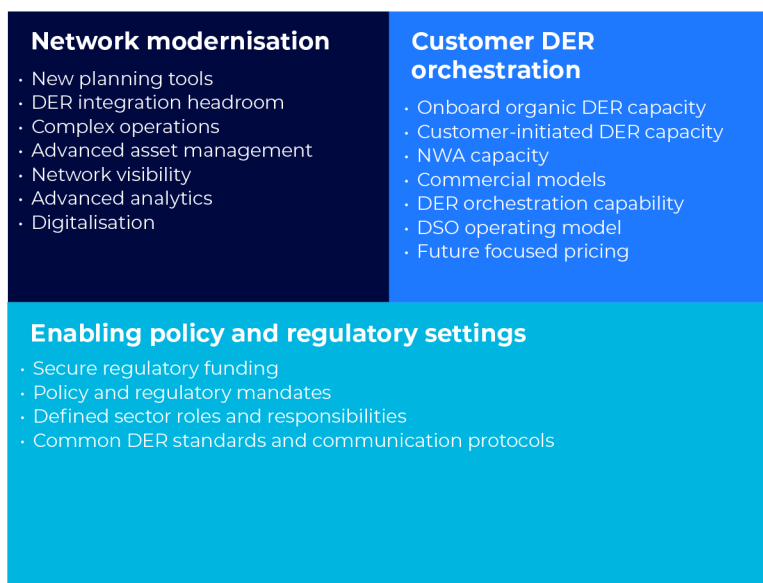 Network modernisation
• New planning tools
• DER integration headroom
• Complex operations
• Advanced asset management
• Network visibility
• Advanced analytics
• Digitalisation
Customer DER
orchestration
• Onboard organic DER capacity
• Customer-initiated DER capacity
• NWA capacity
• Commercial models
• DER orchestration capability
• DSO operating model
• Future focused pricing
Enabling policy and regulatory settings
• Secure regulatory funding
• Policy and regulatory mandates
• Defined sector roles and responsibilities
• Common DER standards and communication protocols